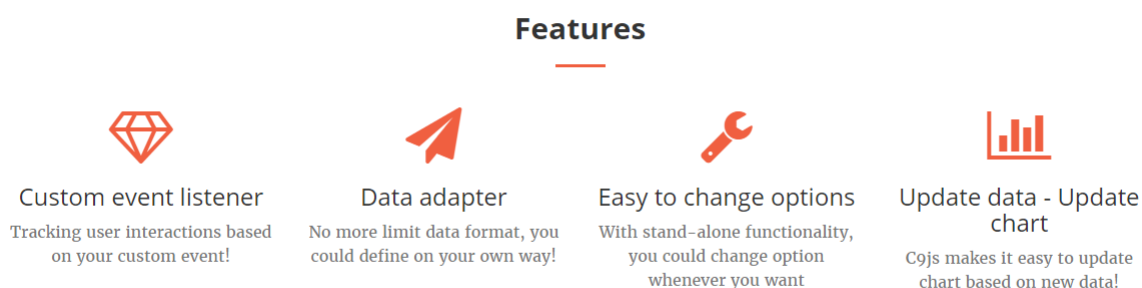 Features
Custom event listener
Tracking user interactions based
on your custom event!
Data adapter
No more limit data format, you
could define on your own way!
Easy to change options
With stand-alone functionality,
you could change option
whenever you want
Update data - Update
chart
C9js makes it easy to update
chart based on new data!